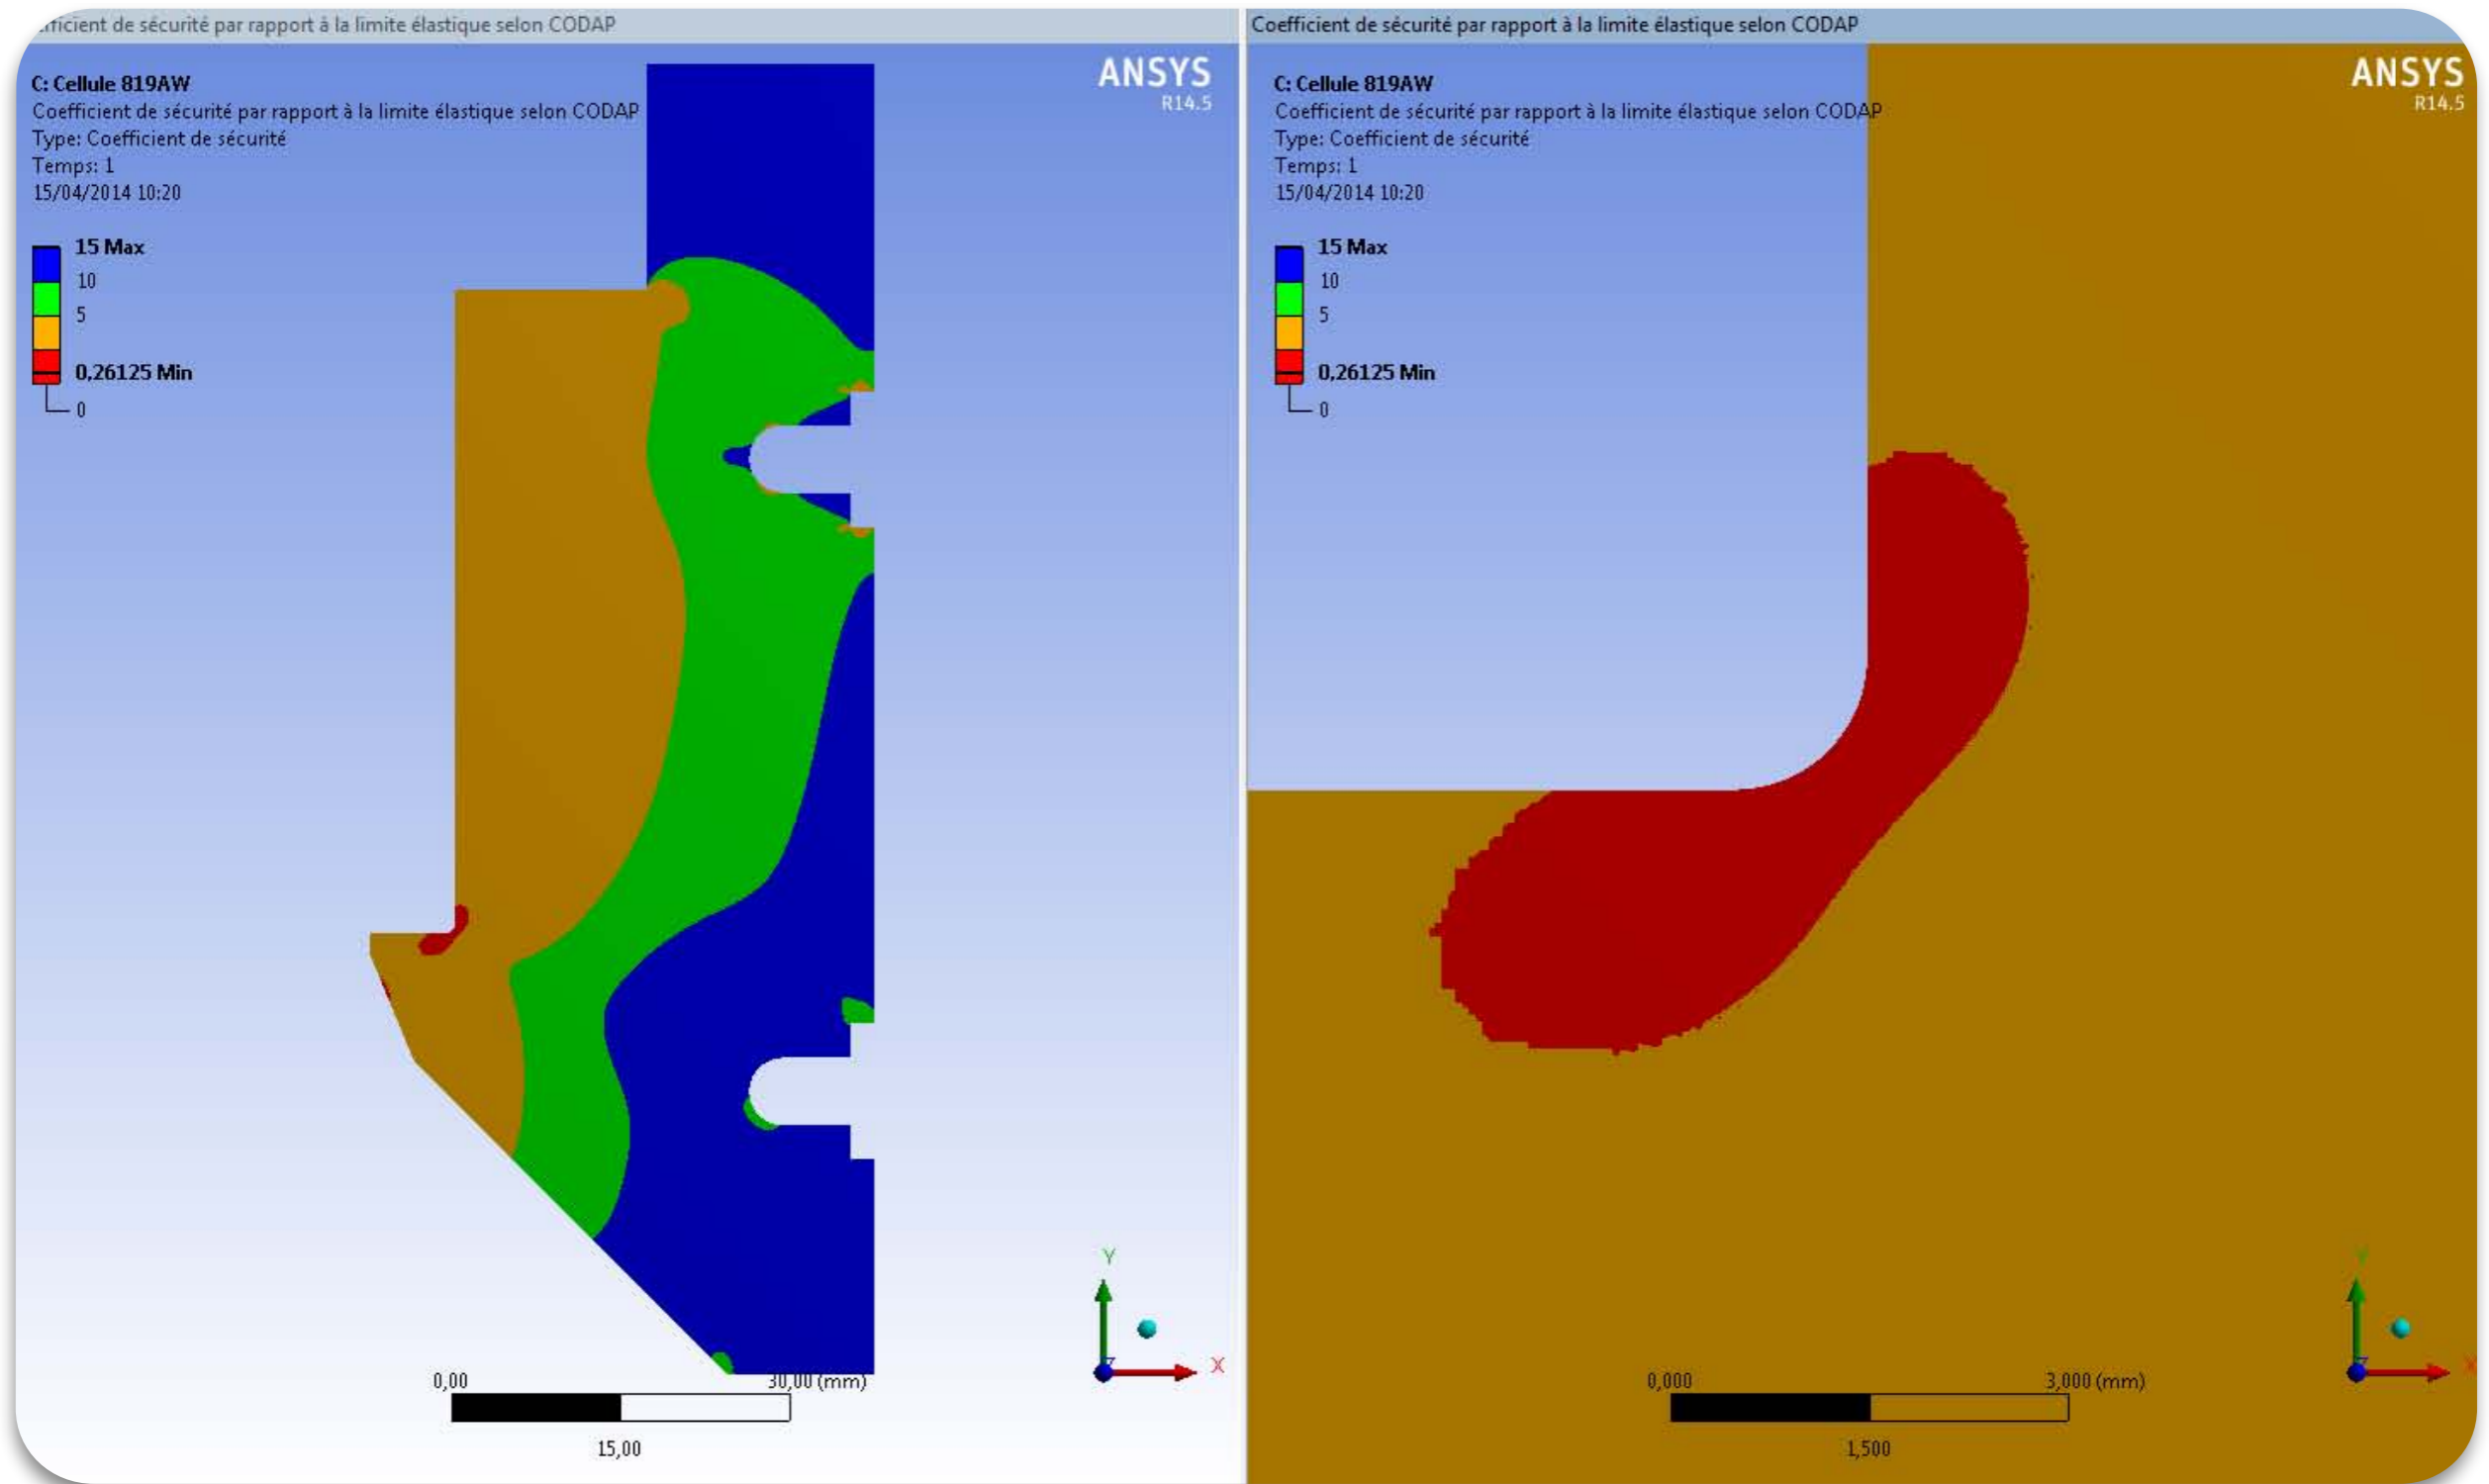 de sécurité par rapport à la limite élastique selon CODAP
C: Cellule 819AW
Coefficient de sécurité par rapport à la limite élastique selon CODAP
Type: Coefficient de sécurité
Temps: 1
15/04/2014 10:20
ANSYS
R14.5
15 Max
10
5
0,26125 Min
0
0,00
30,00 (mm)
15,00
Y
X
Coefficient de sécurité par rapport à la limite élastique selon CODAP
C: Cellule 819AW
Coefficient de sécurité par rapport à la limite élastique selon CODAP
Type: Coefficient de sécurité
Temps: 1
15/04/2014 10:20
ANSYS
R14.5
15 Max
10
5
0,26125 Min
0
0,000
3,000 (mm)
1,500
Y
X